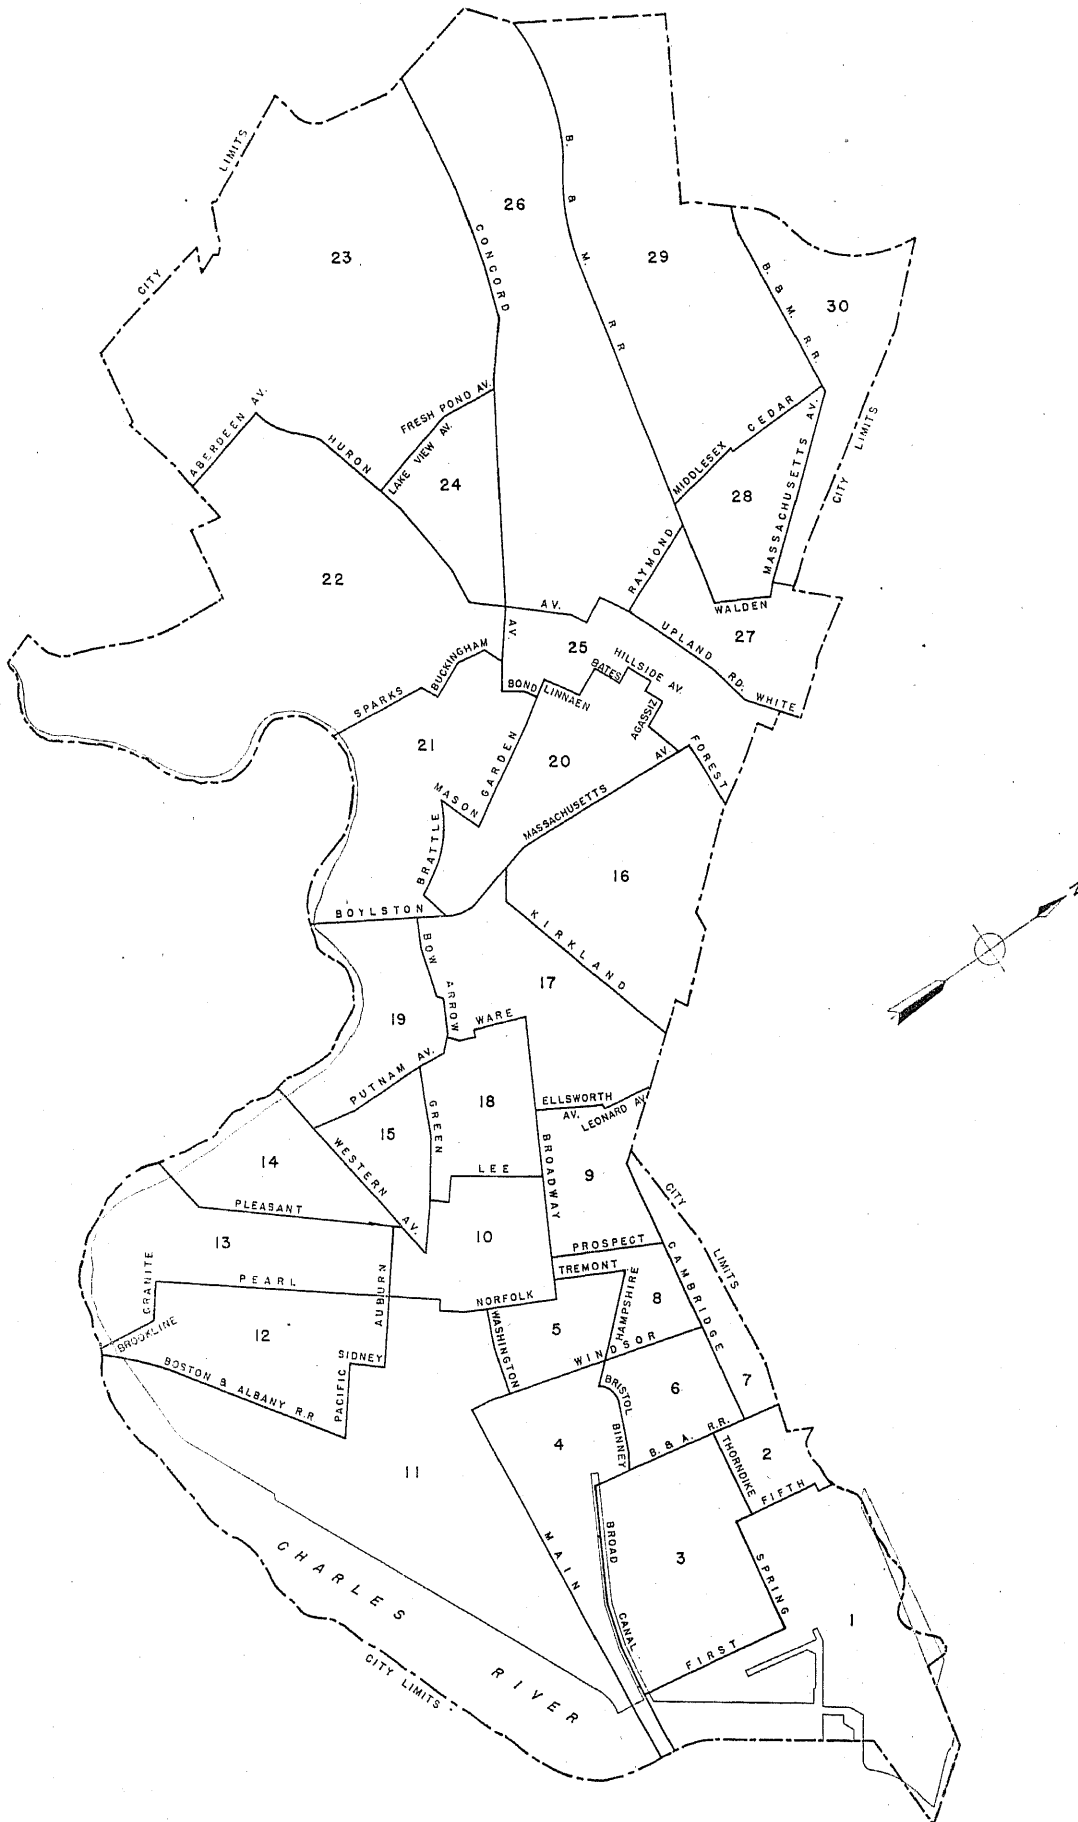 LIMITS
CITY
B. & M. R R
26
CONCORD
23
29
B. & M. R.R.
30
ABERDEEN AV.
FRESH POND AV.
LAKE VIEW AV.
HURON
24
MIDDLESEX
CEDAR
MASSACHUSETTS AV.
CITY LIMITS
28
22
RAYMOND
WALDEN
AV.
AV.
UPLAND RD.
27
25
HILLSIDE AV.
BATES
BUCKINGHAM
SPARKS
BOND
LINNAEN
WHITE
AGASSIZ
21
GARDEN
20
AV.
FOREST
MASON
MASSACHUSETTS
BRATTLE
16
N
BOYLSTON
BOW
KIRKLAND
17
ARROW
WARE
19
PUTNAM AV.
ELLSWORTH AV.
LEONARD AV.
18
GREEN
15
BROADWAY
14
WESTERN AV.
LEE
9
CITY LIMITS
PLEASANT
13
10
PROSPECT
CAMBRIDGE
TREMONT
GRANITE
PEARL
AUBURN
NORFOLK
HAMPSHIRE
8
BROOKLINE
12
WASHINGTON
5
WINDSOR
SIDNEY
BOSTON & ALBANY R.R.
PACIFIC
BRISTOL
6
7
BINNEY
B. & A. R.R.
4
THORNDIKE
2
11
FIFTH
MAIN
BROAD
3
SPRING
CHARLES
CANAL
FIRST
1
RIVER
CITY LIMITS